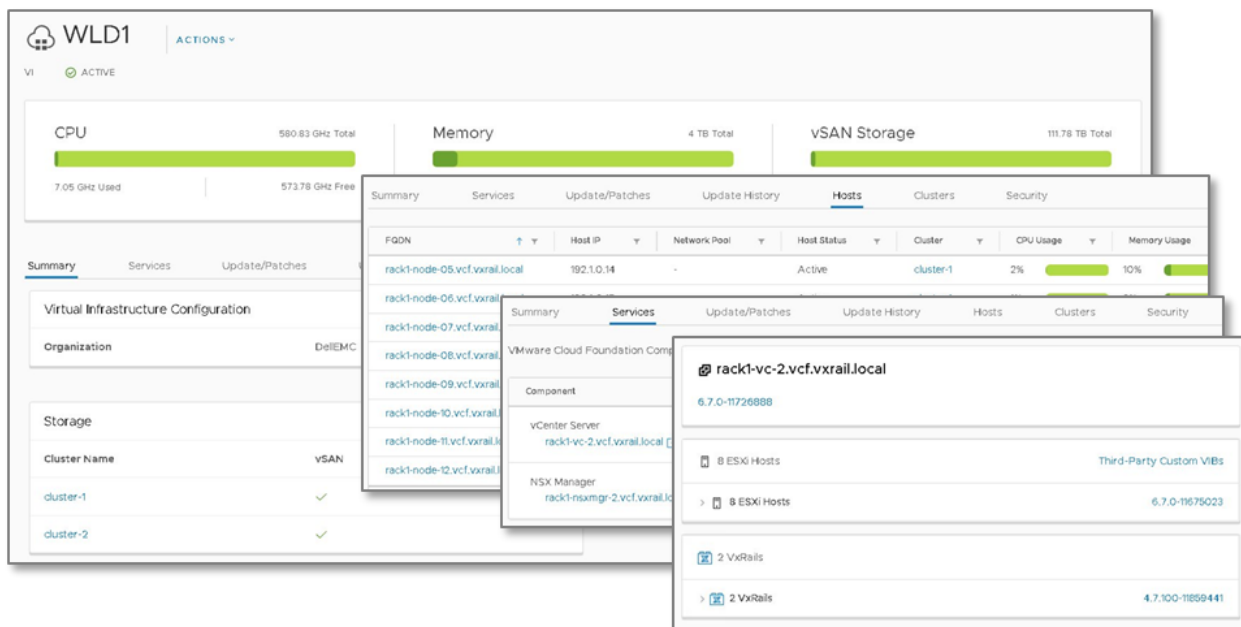 WLD1
ACTIONS
VI
ACTIVE
CPU
580.83 GHz Total
7.05 GHz Used
573.78 GHz Free
Memory
4 TB Total
vSAN Storage
111.78 TB Total
Summary Services Update/Patches
Virtual Infrastructure Configuration
Organization DellEMC
Storage
Cluster Name vSAN
cluster-1
cluster-2
Summary Services Update/Patches Update History Hosts Clusters Security
FQDN Host IP Network Pool Host Status Cluster CPU Usage Memory Usage
rack1-node-05.vcf.vxrail.local 192.1.0.14 - Active cluster-1 2% 10%
rack1-node-06.vcf.vxrail.local
rack1-node-07.vcf.vxrail.
rack1-node-08.vcf.vxrail.
rack1-node-09.vcf.vxrail.
rack1-node-10.vcf.vxrail.
rack1-node-11.vcf.vxrail.
rack1-node-12.vcf.vxrail.
Summary Services Update/Patches Update History Hosts Clusters Security
VMware Cloud Foundation Comp
Component
vCenter Server
rack1-vc-2.vcf.vxrail.local
NSX Manager
rack1-nsxmgr-2.vcf.vxrail.lo
rack1-vc-2.vcf.vxrail.local
6.7.0-11726888
8 ESXi Hosts Third-Party Custom VIBs
8 ESXi Hosts 6.7.0-11675023
2 VxRails
2 VxRails 4.7.100-11859441